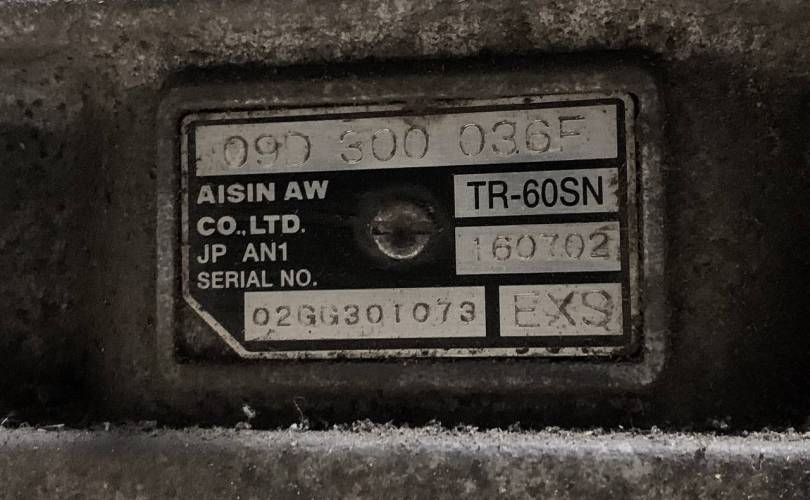 09D 300 036F
AISIN AW
CO.,LTD.
JP AN1
SERIAL NO.
TR-60SN
160702
02GG301073
EXS